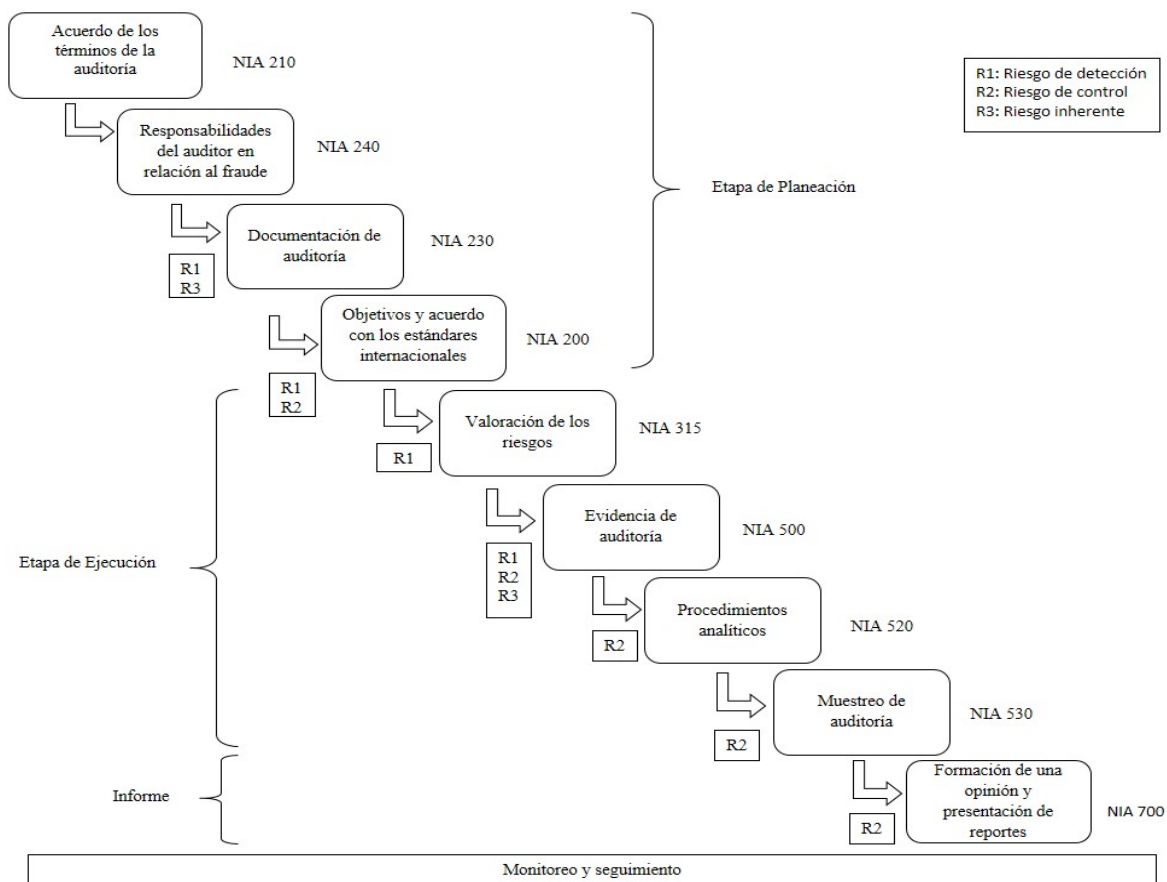 Acuerdo de los
términos de la
auditoría
NIA 210
R1: Riesgo de detección
R2: Riesgo de control
R3: Riesgo inherente
Responsabilidades
del auditor en
relación al fraude
NIA 240
Etapa de Planeación
Documentación de
auditoría
NIA 230
R1
R3
Objetivos y acuerdo
con los estándares
internacionales
NIA 200
R1
R2
Valoración de los
riesgos
NIA 315
R1
Evidencia de
auditoría
NIA 500
Etapa de Ejecución
R1
R2
R3
Procedimientos
analíticos
NIA 520
R2
Muestreo de
auditoría
NIA 530
R2
Informe
Formación de una
opinión y
presentación de
reportes
NIA 700
R2
Monitoreo y seguimiento